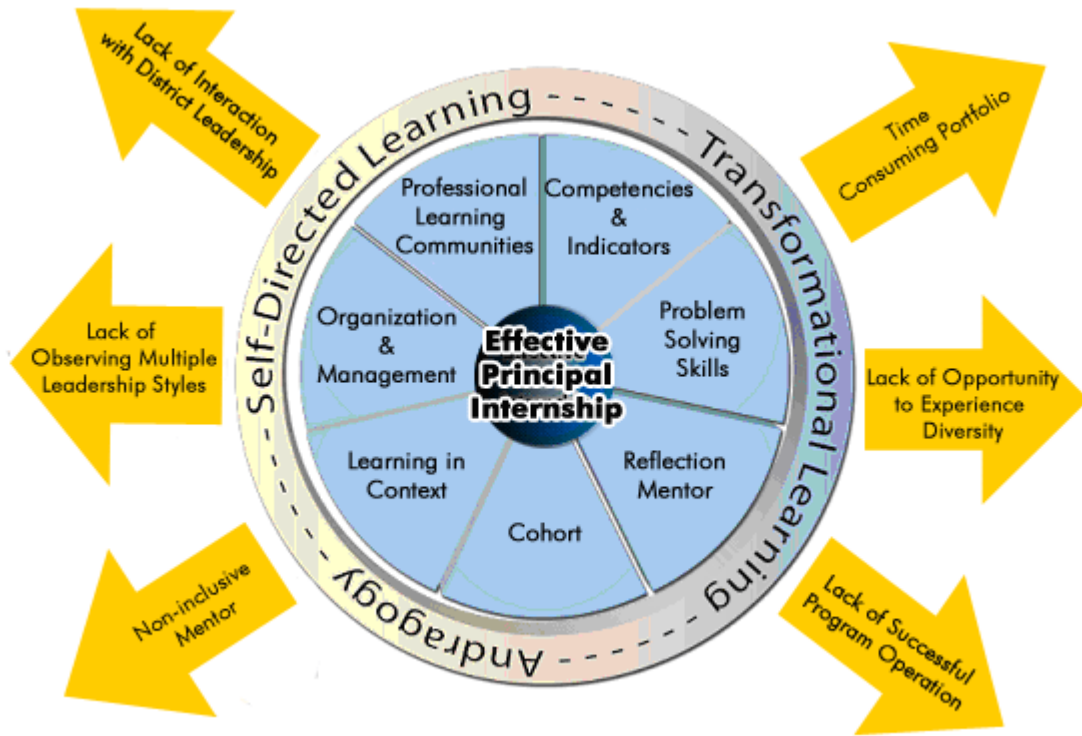 Lack of Interaction
with District Leadership
Time
Consuming Portfolio
Self-Directed Learning
Transformational Learning
Andragogy
Professional
Learning
Communities
Competencies
&
Indicators
Organization
&
Management
Problem
Solving
Skills
Effective
Principal
Internship
Learning in
Context
Reflection
Mentor
Cohort
Lack of
Observing Multiple
Leadership Styles
Lack of Opportunity
to Experience
Diversity
Non-inclusive
Mentor
Lack of Successful
Program Operation